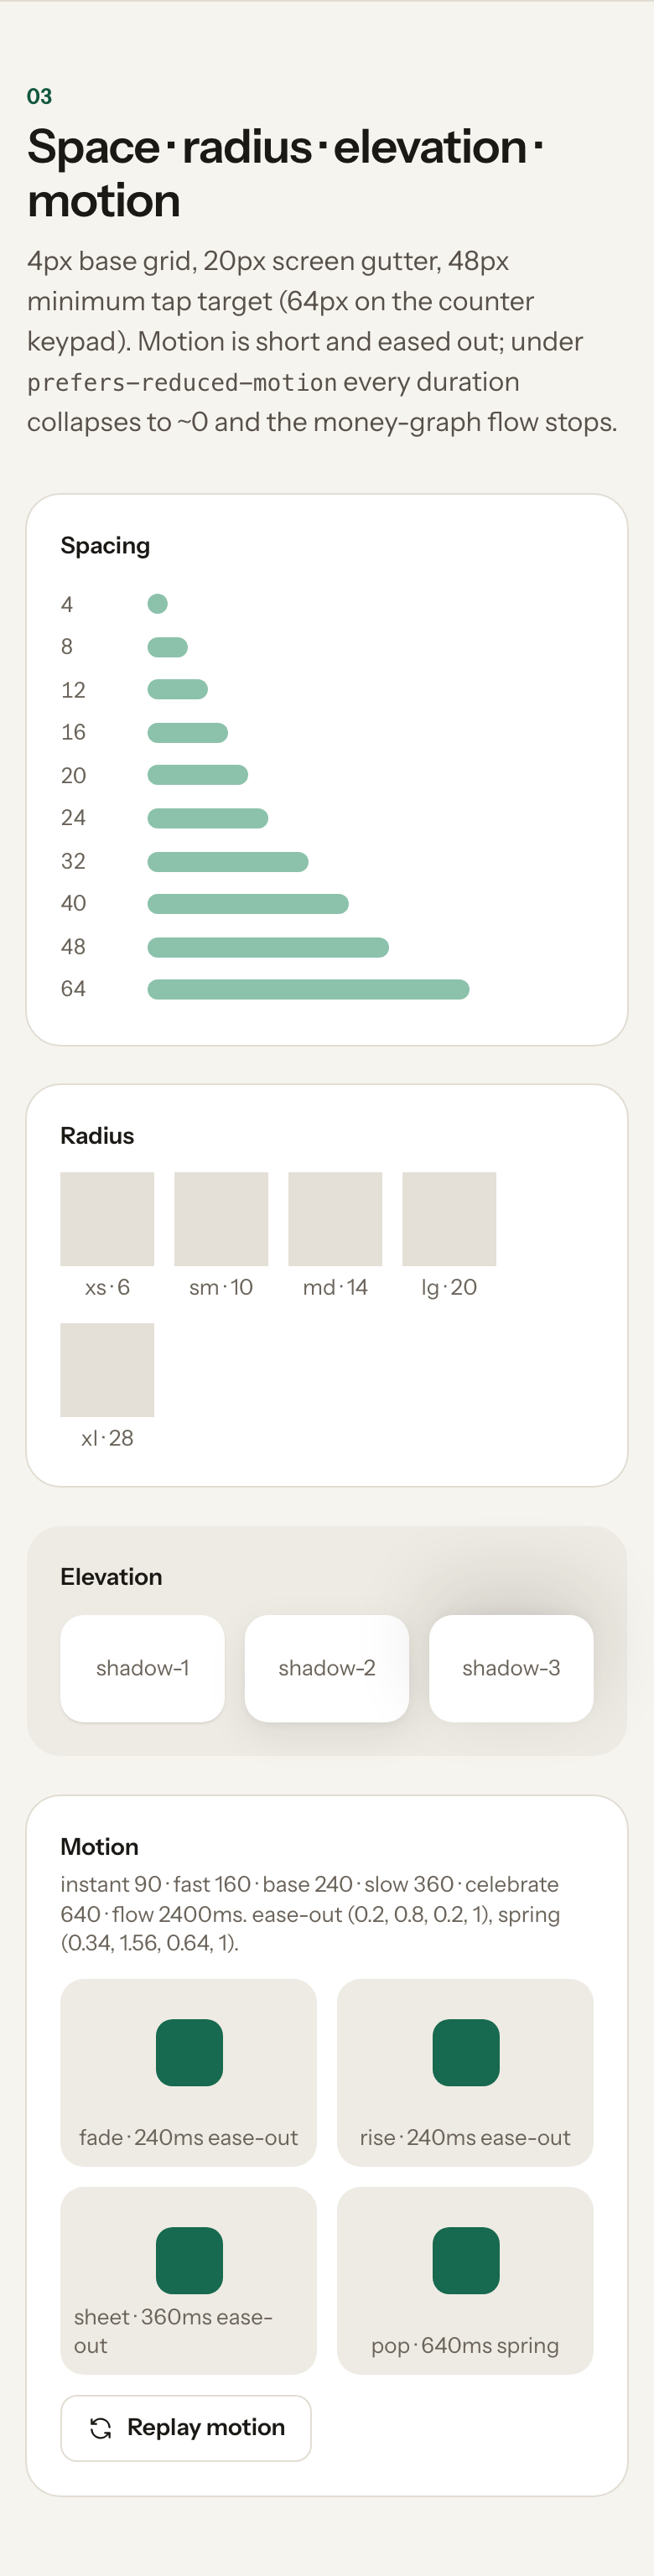 03
Space · radius · elevation ·
motion
4px base grid, 20px screen gutter, 48px
minimum tap target (64px on the counter
keypad). Motion is short and eased out; under
prefers-reduced-motion every duration
collapses to ~0 and the money-graph flow stops.
Spacing
4
8
12
16
20
24
32
40
48
64
Radius
xs · 6 sm · 10 md · 14 lg · 20
xl · 28
Elevation
shadow-1 shadow-2 shadow-3
Motion
instant 90 · fast 160 · base 240 · slow 360 · celebrate
640 · flow 2400ms. ease-out (0.2, 0.8, 0.2, 1), spring
(0.34, 1.56, 0.64, 1).
fade · 240ms ease-out rise · 240ms ease-out
sheet · 360ms ease-
out
pop · 640ms spring
Replay motion